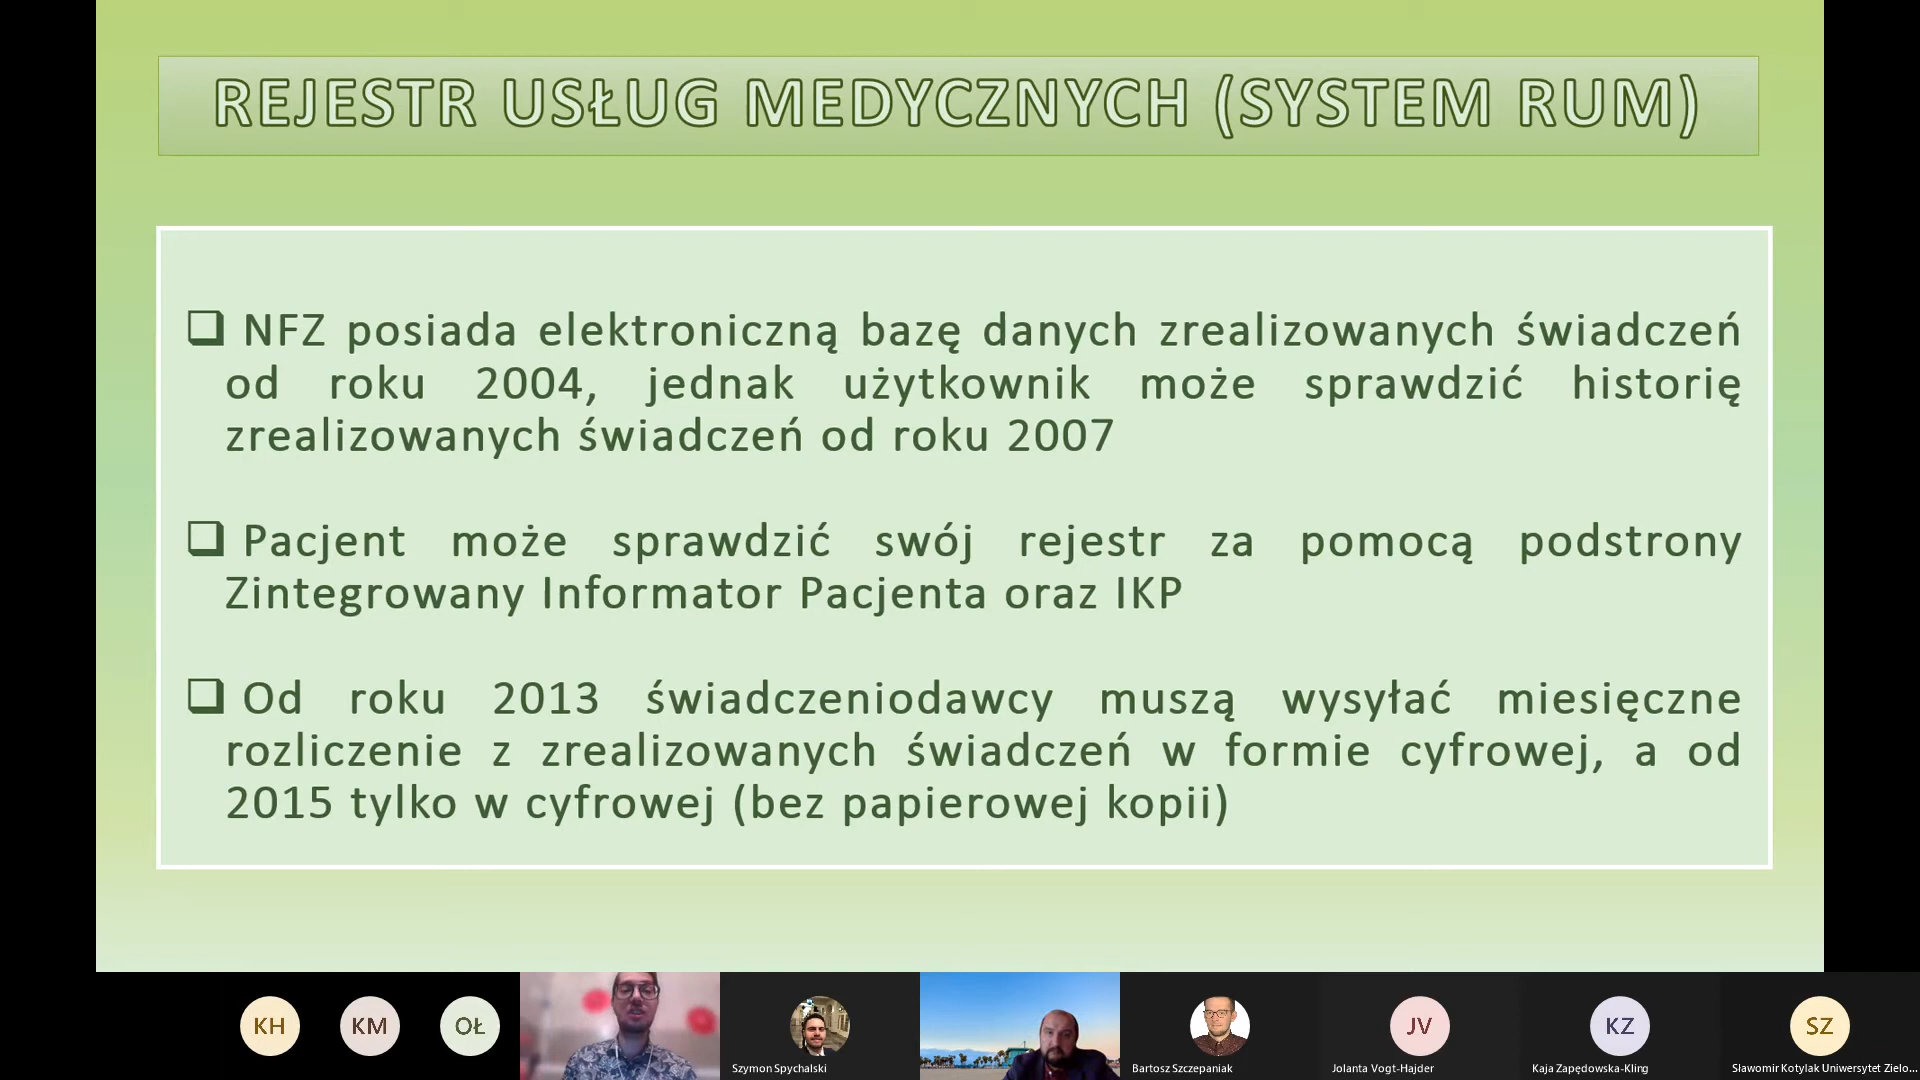 REJESTR USŁUG MEDYCZNYCH (SYSTEM RUM)
NFZ posiada elektroniczną bazę danych zrealizowanych świadczeń
od roku 2004, jednak użytkownik może sprawdzić historię
zrealizowanych świadczeń od roku 2007
Pacjent może sprawdzić swój rejestr za pomocą podstrony
Zintegrowany Informator Pacjenta oraz IKP
Od roku 2013 świadczeniodawcy muszą wysyłać miesięczne
rozliczenie z zrealizowanych świadczeń w formie cyfrowej, a od
2015 tylko w cyfrowej (bez papierowej kopii)
KH
KM
OŁ
JV
KZ
SZ
Szymon Spychalski
Bartosz Szczepaniak
Jolanta Vogt-Hajder
Kaja Zapędowska-Kling
Sławomir Kotylak Uniwersytet Zielo...